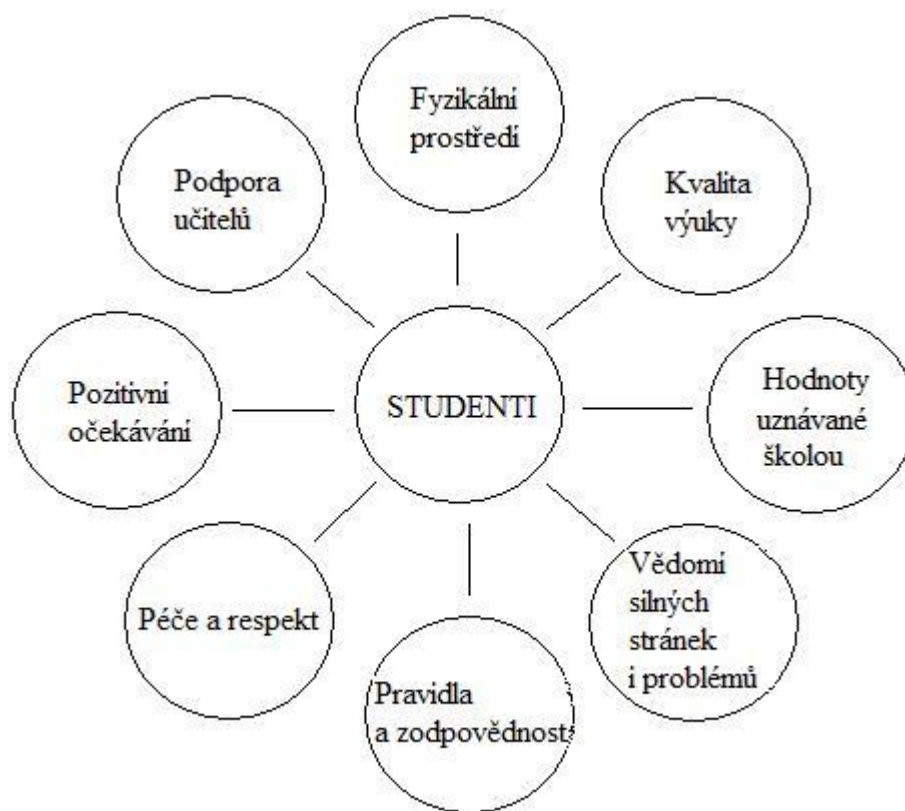 Fyzikální
prostředí
Podpora
učitelů
Kvalita
výuky
Pozitivní
očekávání
STUDENTI
Hodnoty
uznávané
školou
Péče a respekt
Vědomí
silných
stránek
i problémů
Pravidla
a zodpovědnost